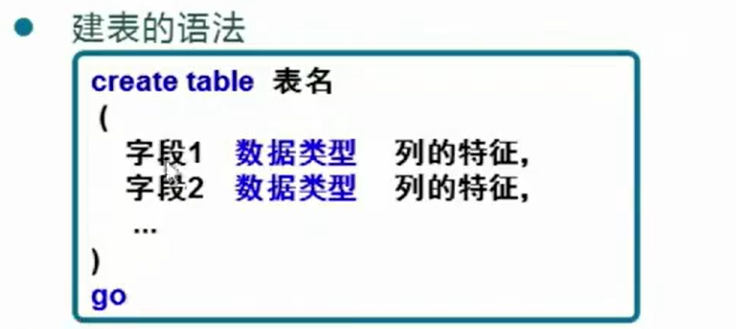 建表的语法
create table 表名
(
字段1 数据类型 列的特征,
字段2 数据类型 列的特征,
...
)
go